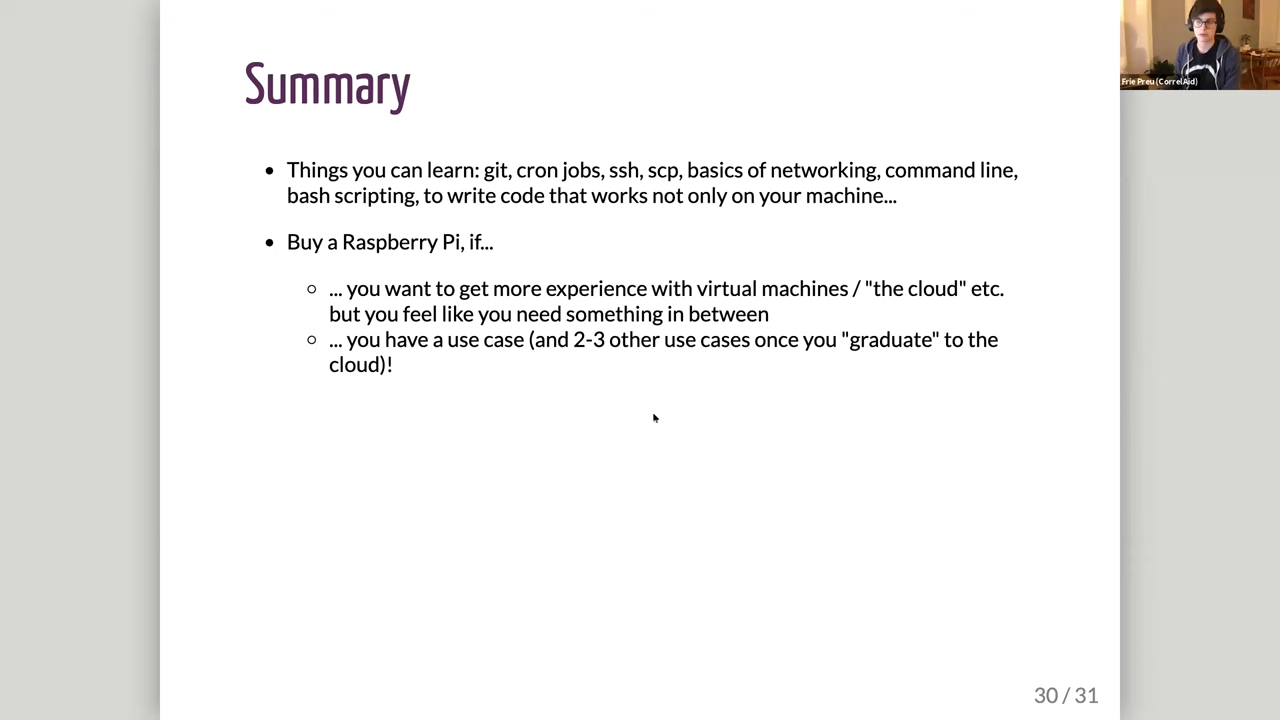 Summary
Frie Preu (CorrelAid)
• Things you can learn: git, cron jobs, ssh, scp, basics of networking, command line,
bash scripting, to write code that works not only on your machine...
• Buy a Raspberry Pi, if...
◦ ... you want to get more experience with virtual machines / "the cloud" etc.
but you feel like you need something in between
◦ ... you have a use case (and 2-3 other use cases once you "graduate" to the
cloud)!
30 / 31